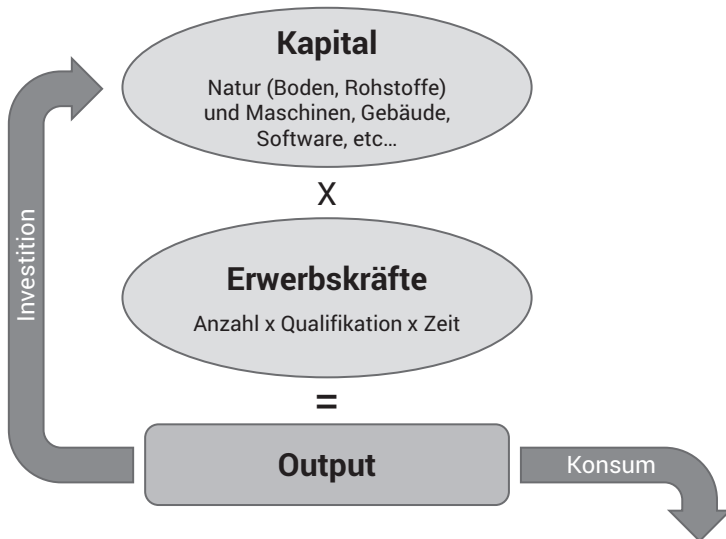 Kapital
Natur (Boden, Rohstoffe)
und Maschinen, Gebäude,
Software, etc...
X
Investition
Erwerbskräfte
Anzahl x Qualifikation x Zeit
=
Output
Konsum